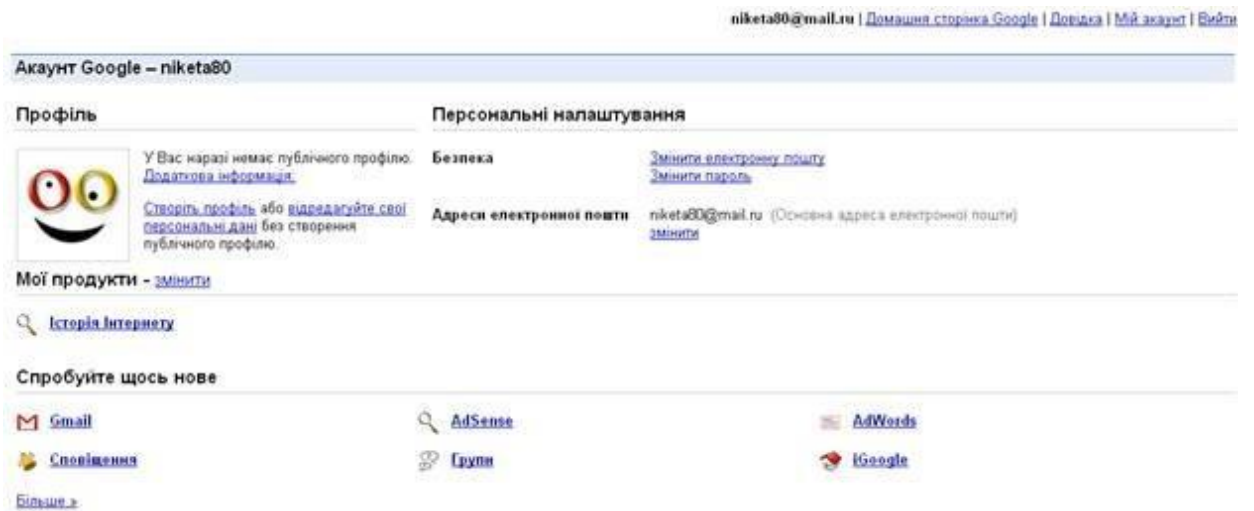 niketa80@mail.ru | Домашня сторінка Google | Довідка | Мій акаунт | Вийти
Акаунт Google – niketa80
Профіль
У Вас наразі немає публічного профілю.
Додаткова інформація.
Створіть профіль або відредагуйте свої
персональні дані без створення
публічного профілю.
Персональні налаштування
Безпека
Змінити електронну пошту
Змінити пароль
Адреси електронної пошти
niketa80@mail.ru (Основна адреса електронної пошти)
змінити
Мої продукти - змінити
Історія Інтернету
Спробуйте щось нове
Gmail
AdSense
AdWords
Сповіщення
Групи
iGoogle
Більше »